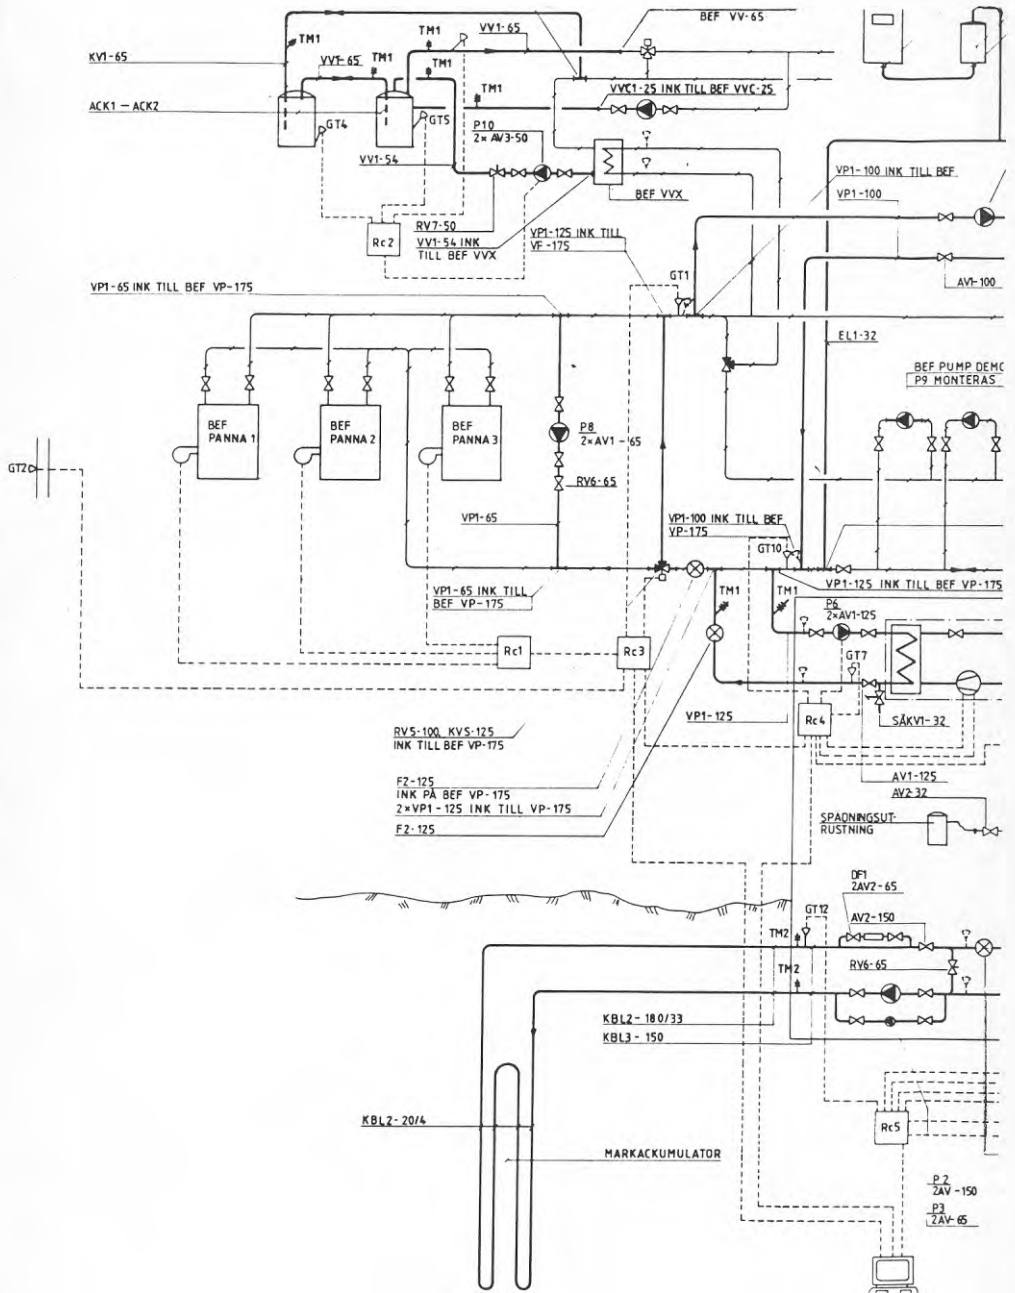 BEF VV-65
VV1-65
TM1
TM1
KV1-65
VV1-65
TM1
TM1
VVC1-25 INK TILL BEF VVC-25
TM1
ACK1-ACK2
GT4
GT5
P10
2×AV3-50
VV1-54
VP1-100 INK TILL BEF
VP1-100
BEF VVX
RV7-50
VV1-54 INK
TILL BEF VVX
VP1-125 INK TILL
VF-175
Rc2
GT1
AV1-100
VP1-65 INK TILL BEF VP-175
EL1-32
BEF PUMP DEMO
P9 MONTERAS
BEF
PANNA 1
BEF
PANNA 2
BEF
PANNA 3
P8
2×AV1-65
GT2
RV6-65
VP1-65
VP1-100 INK TILL BEF
VP-175
GT10
VP1-65 INK TILL
BEF VP-175
VP1-125 INK TILL BEF VP-175
TM1
TM1
P6
2×AV1-125
Rc1
Rc3
GT7
RV5-100, KVS-125
INK TILL BEF VP-175
VP1-125
Rc4
SÄKV1-32
F2-125
INK PÅ BEF VP-175
2×VP1-125 INK TILL VP-175
F2-125
AV1-125
AV2-32
SPÄDNINGSUT-
RUSTNING
DF1
2AV2-65
GT12
AV2-150
TM2
RV6-65
TM2
KBL2-180/33
KBL3-150
KBL2-20/4
Rc5
MARKACKUMULATOR
P2
2AV-150
P3
2AV-65